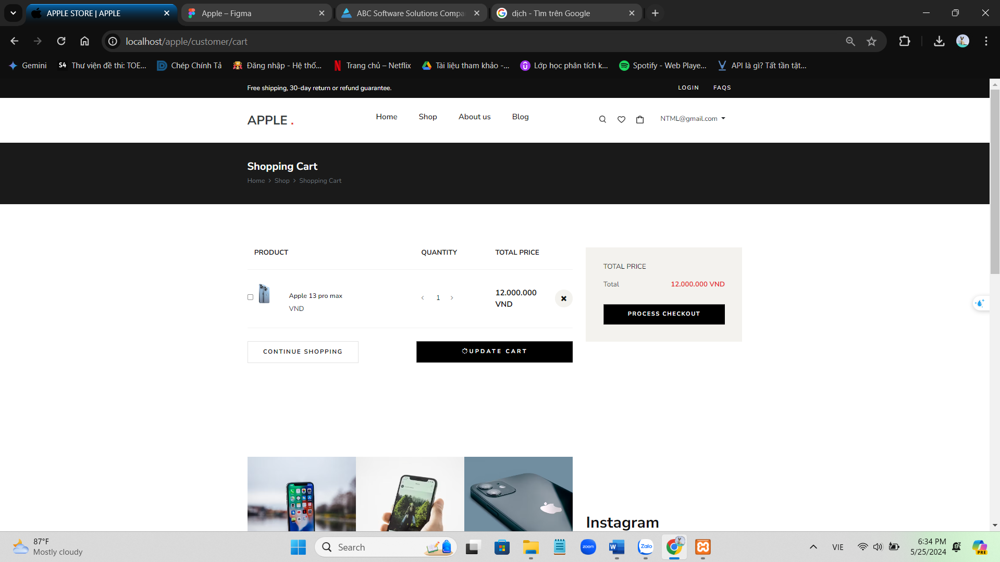 APPLE STORE | APPLE
Apple – Figma
ABC Software Solutions Compa
dịch - Tìm trên Google
localhost/apple/customer/cart
Gemini
S4 Thư viện đề thi: TOE...
Chép Chính Tả
Đăng nhập - Hệ thố...
Trang chủ – Netflix
Tài liệu tham khảo -...
Lớp học phân tích k...
Spotify - Web Playe...
API là gì? Tất tần tật...
Free shipping, 30-day return or refund guarantee.
LOGIN
FAQS
APPLE .
Home
Shop
About us
Blog
NTML@gmail.com
Shopping Cart
Home > Shop > Shopping Cart
PRODUCT
QUANTITY
TOTAL PRICE
Apple 13 pro max
VND
< 1 >
12.000.000
VND
TOTAL PRICE
Total
12.000.000 VND
PROCESS CHECKOUT
CONTINUE SHOPPING
UPDATE CART
Instagram
87°F
Mostly cloudy
Search
zoom
W
Zalo
VIE
6:34 PM
5/25/2024
PRE